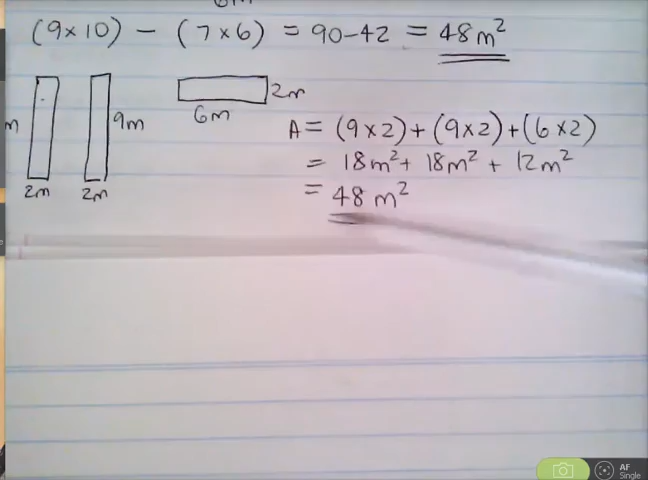 (9×10) - (7×6) = 90-42 = 48m²
m
9m
2m
6m
2m
2m
A = (9×2)+(9×2)+(6×2)
= 18m²+ 18m² + 12m²
= 48 m²
AF
Single